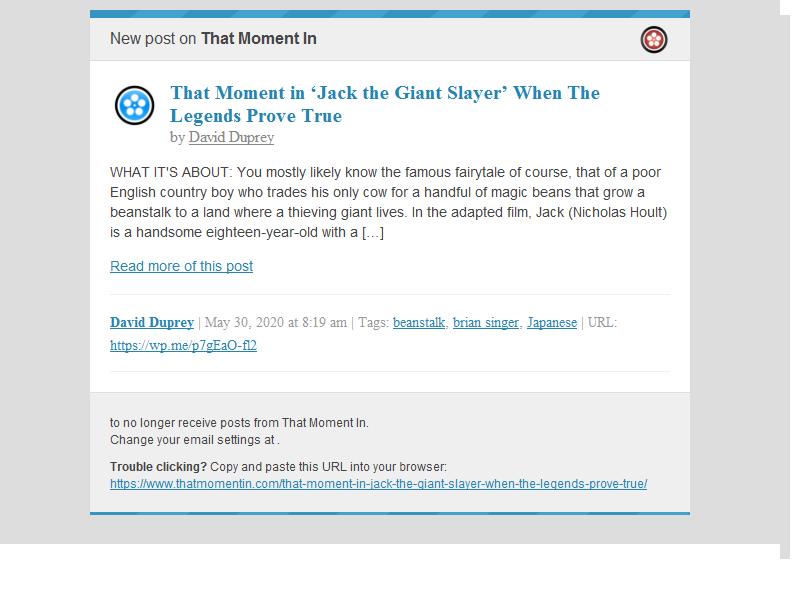 New post on That Moment In
That Moment in ‘Jack the Giant Slayer’ When The
Legends Prove True
by David Duprey
WHAT IT'S ABOUT: You mostly likely know the famous fairytale of course, that of a poor
English country boy who trades his only cow for a handful of magic beans that grow a
beanstalk to a land where a thieving giant lives. In the adapted film, Jack (Nicholas Hoult)
is a handsome eighteen-year-old with a […]
Read more of this post
David Duprey | May 30, 2020 at 8:19 am | Tags: beanstalk, brian singer, Japanese | URL:
https://wp.me/p7gEaO-fl2
to no longer receive posts from That Moment In.
Change your email settings at .
Trouble clicking? Copy and paste this URL into your browser:
https://www.thatmomentin.com/that-moment-in-jack-the-giant-slayer-when-the-legends-prove-true/